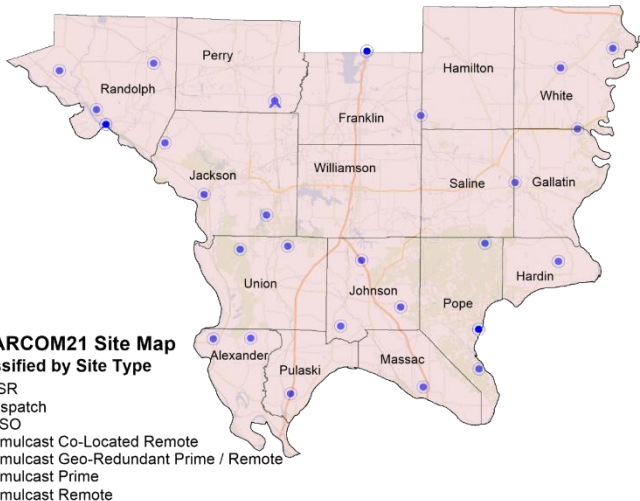 Perry
Hamilton
Randolph
White
Franklin
Williamson
Jackson
Saline
Gallatin
Hardin
Union
Johnson
Pope
ARCOM21 Site Map
ssified by Site Type
Alexander
Massac
Pulaski
SR
spatch
SO
mulcast Co-Located Remote
mulcast Geo-Redundant Prime / Remote
mulcast Prime
mulcast Remote